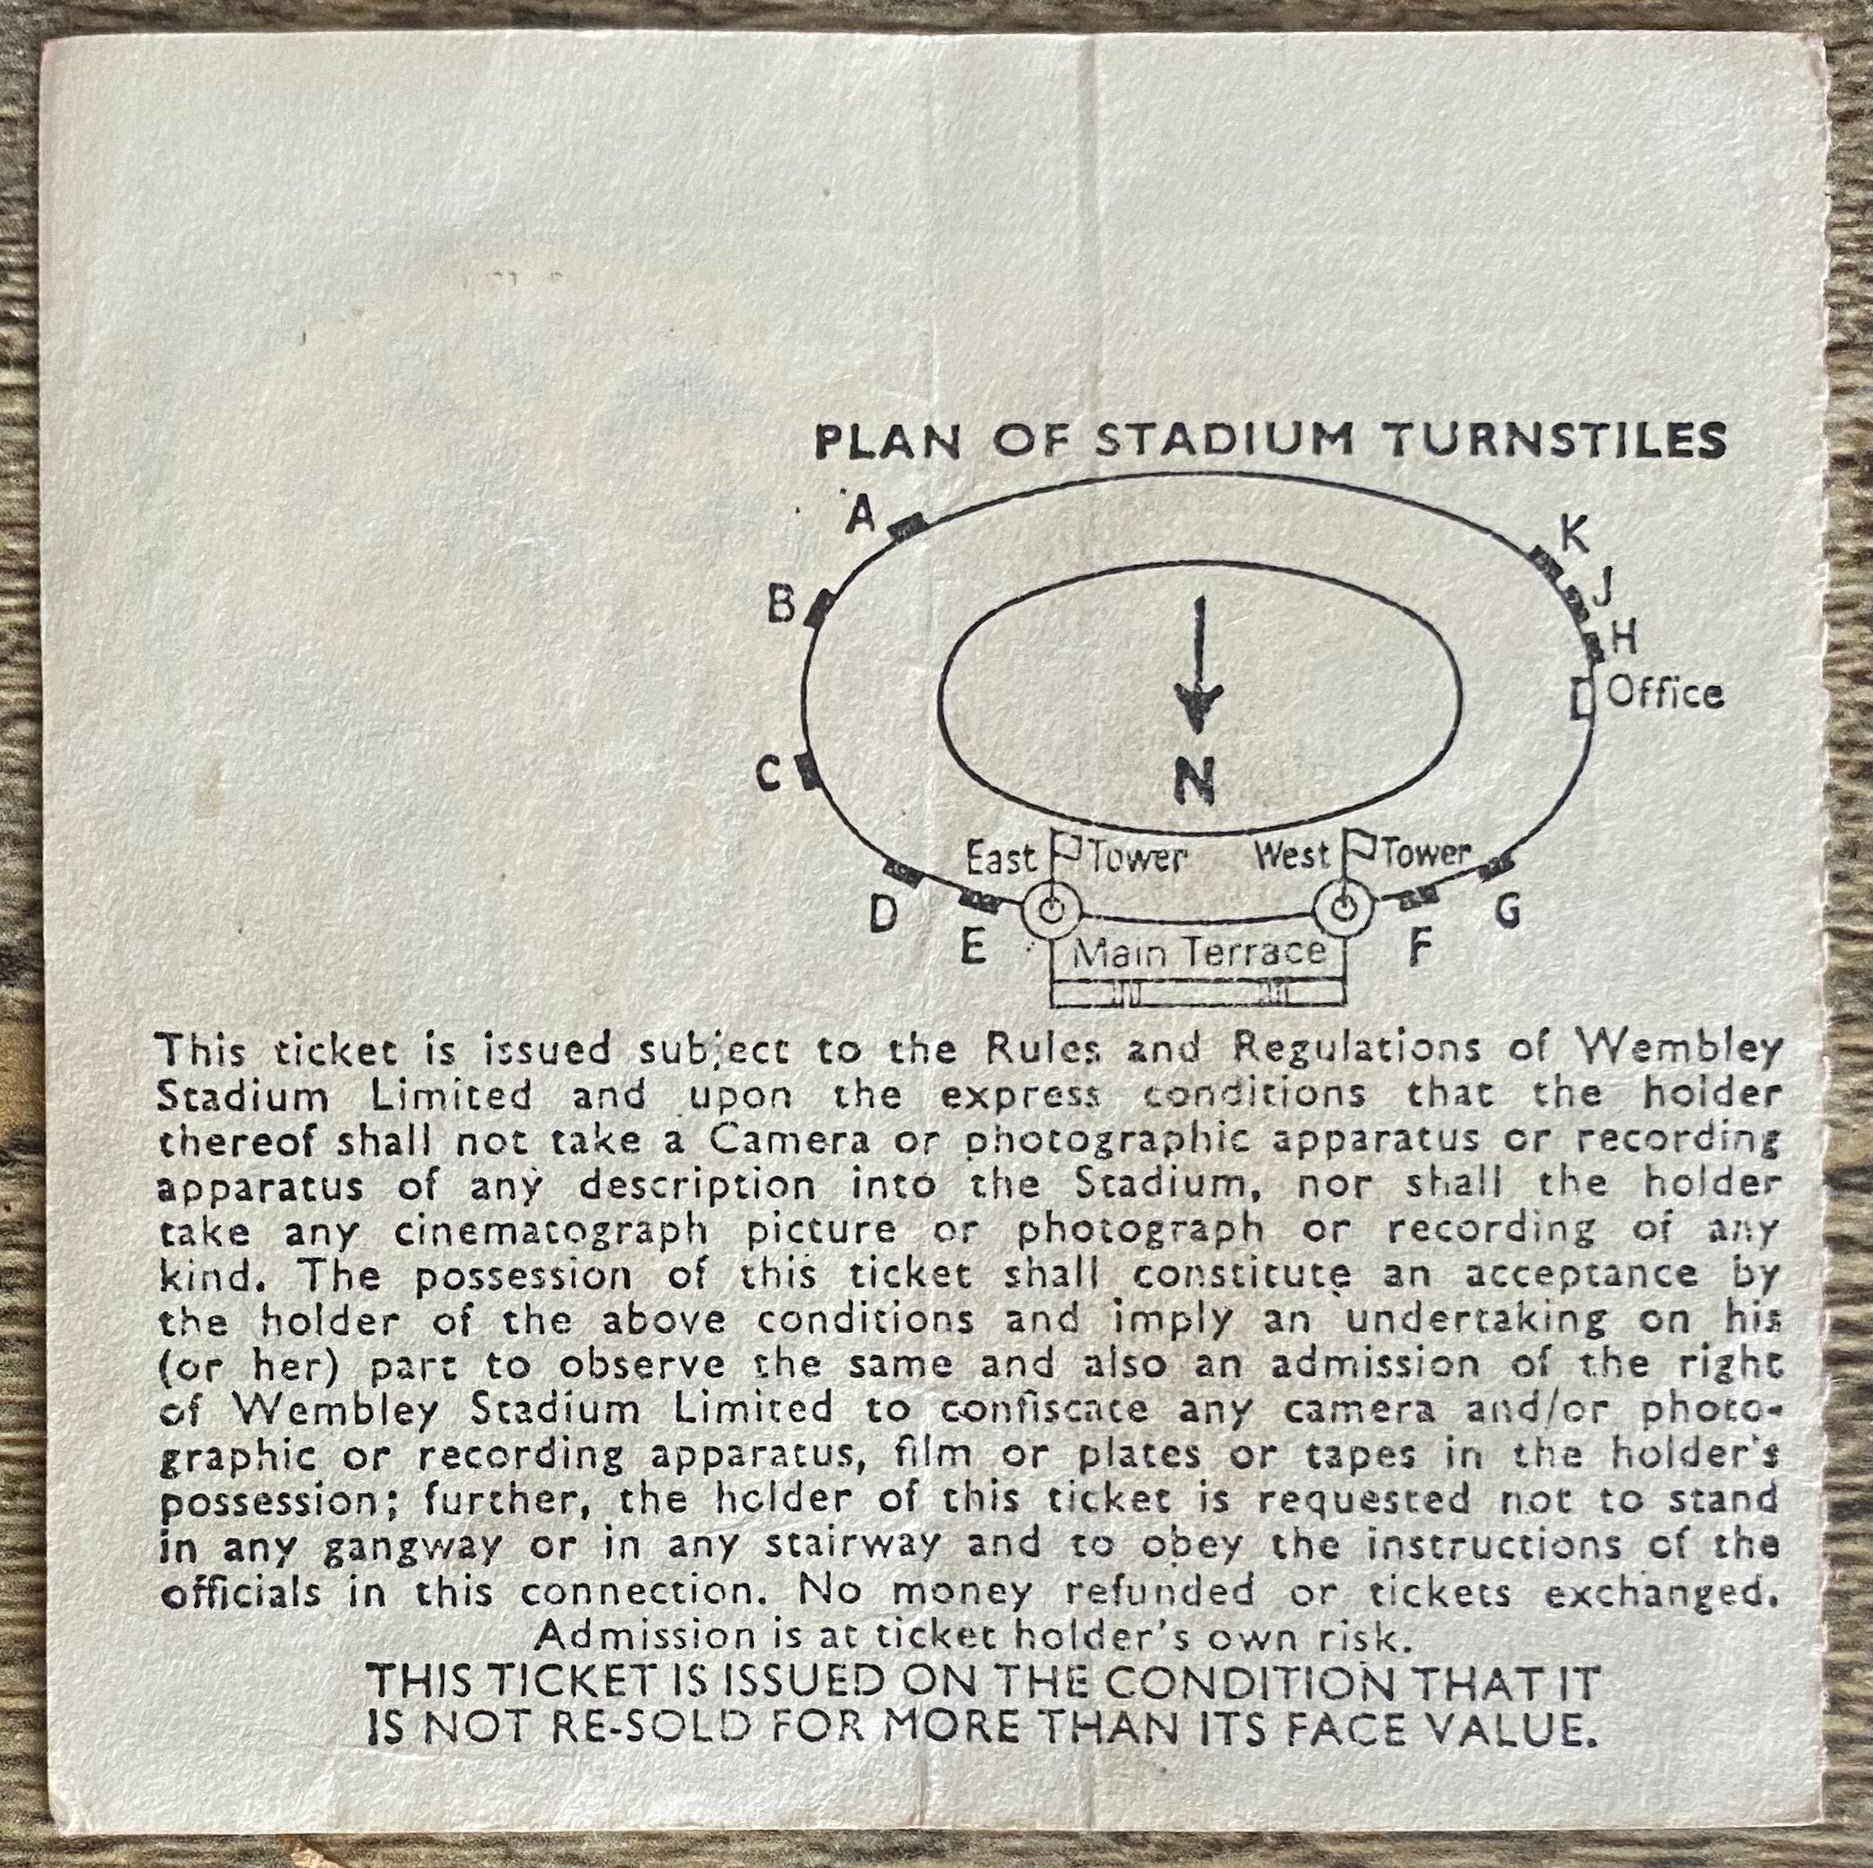 PLAN OF STADIUM TURNSTILES
A
K
B
J
H
Office
N
C
East Tower
West Tower
D
E
Main Terrace
F
G
This ticket is issued subject to the Rules and Regulations of Wembley
Stadium Limited and upon the express conditions that the holder
thereof shall not take a Camera or photographic apparatus or recording
apparatus of any description into the Stadium, nor shall the holder
take any cinematograph picture or photograph or recording of any
kind. The possession of this ticket shall constitute an acceptance by
the holder of the above conditions and imply an undertaking on his
(or her) part to observe the same and also an admission of the right
of Wembley Stadium Limited to confiscate any camera and/or photo-
graphic or recording apparatus, film or plates or tapes in the holder's
possession; further, the holder of this ticket is requested not to stand
in any gangway or in any stairway and to obey the instructions of the
officials in this connection. No money refunded or tickets exchanged.
Admission is at ticket holder's own risk.
THIS TICKET IS ISSUED ON THE CONDITION THAT IT
IS NOT RE-SOLD FOR MORE THAN ITS FACE VALUE.